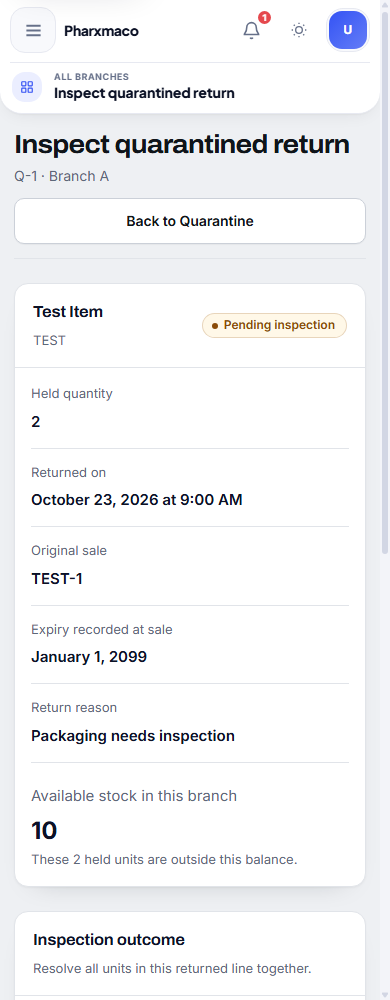 Pharxmaco
1
U
ALL BRANCHES
Inspect quarantined return
Inspect quarantined return
Q-1 · Branch A
Back to Quarantine
Test Item
TEST
Pending inspection
Held quantity
2
Returned on
October 23, 2026 at 9:00 AM
Original sale
TEST-1
Expiry recorded at sale
January 1, 2099
Return reason
Packaging needs inspection
Available stock in this branch
10
These 2 held units are outside this balance.
Inspection outcome
Resolve all units in this returned line together.